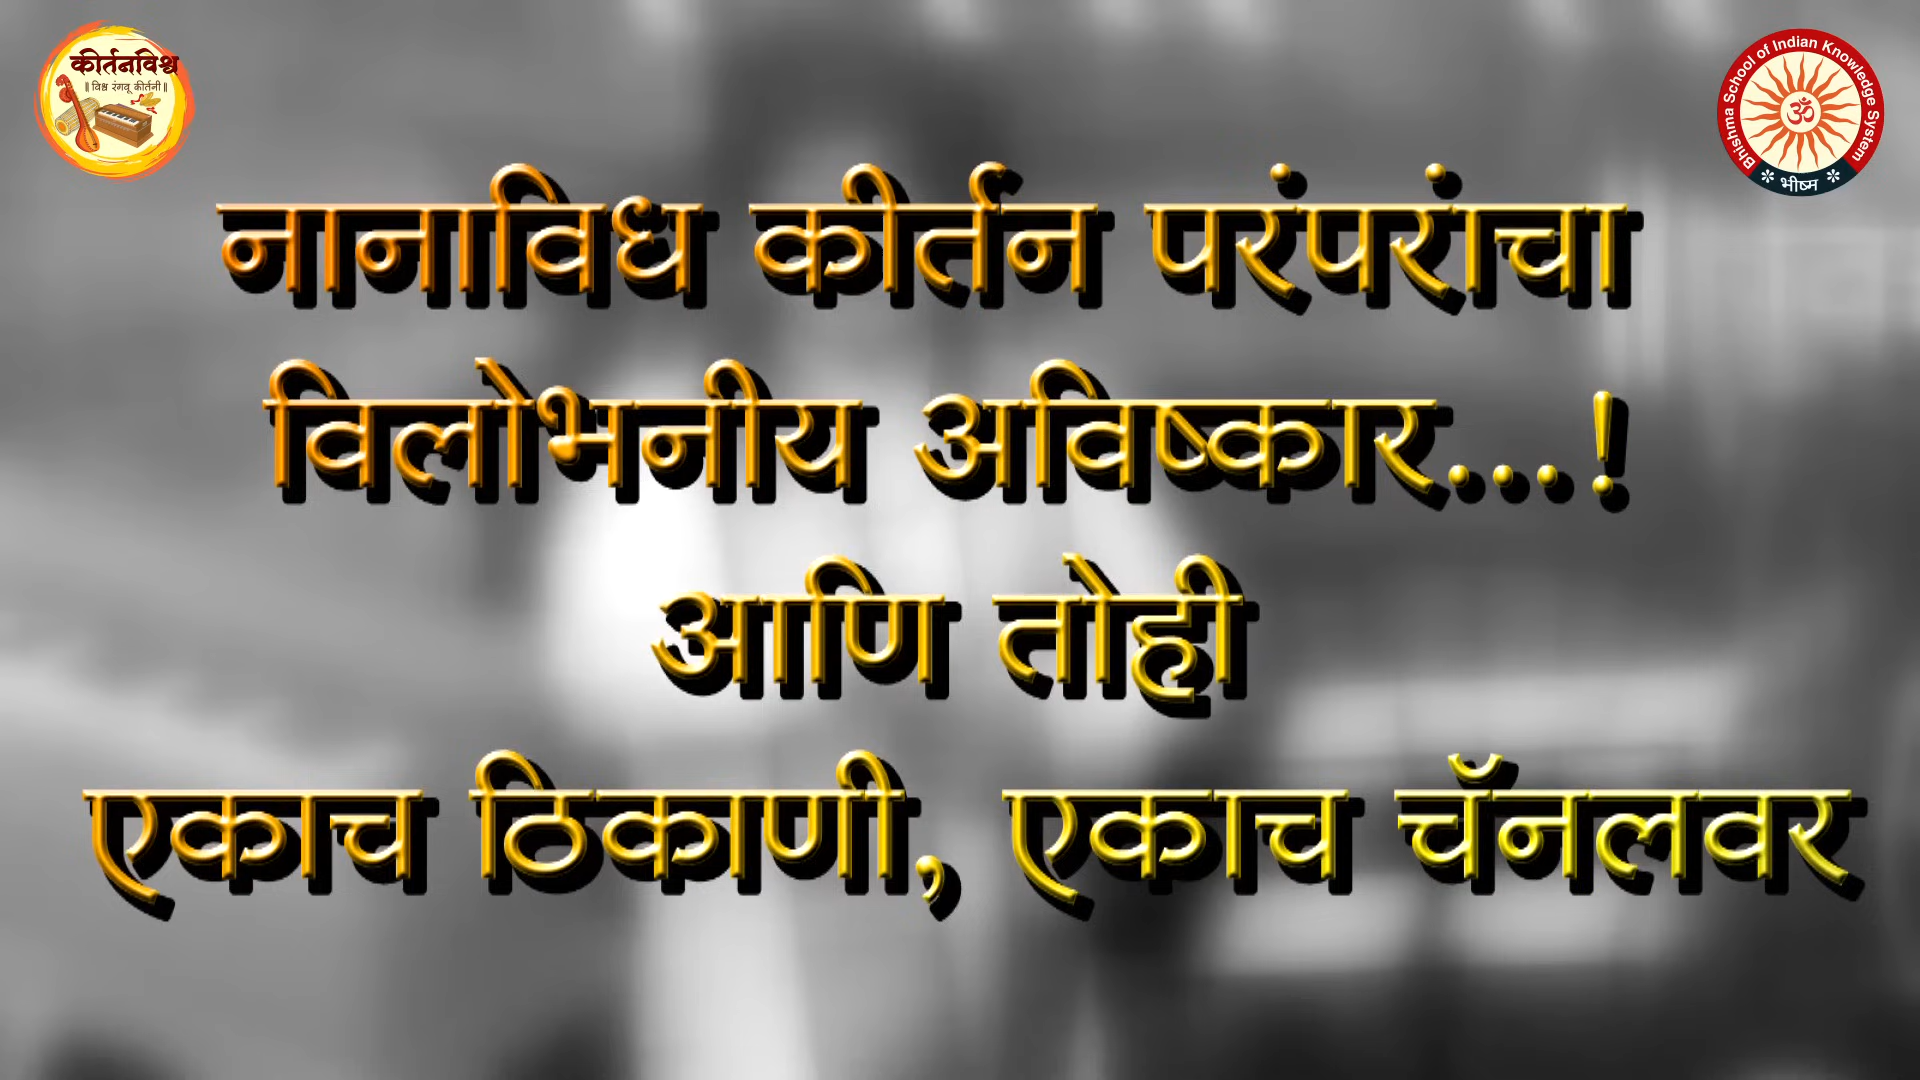 कीर्तनविश्व
॥ विश्व रंगवू कीर्तनी ॥
Bhishma School of Indian Knowledge System
भीष्म
नानाविध कीर्तन परंपरांचा
विलोभनीय अविष्कार...!
आणि तोही
एकाच ठिकाणी, एकाच चॅनलवर